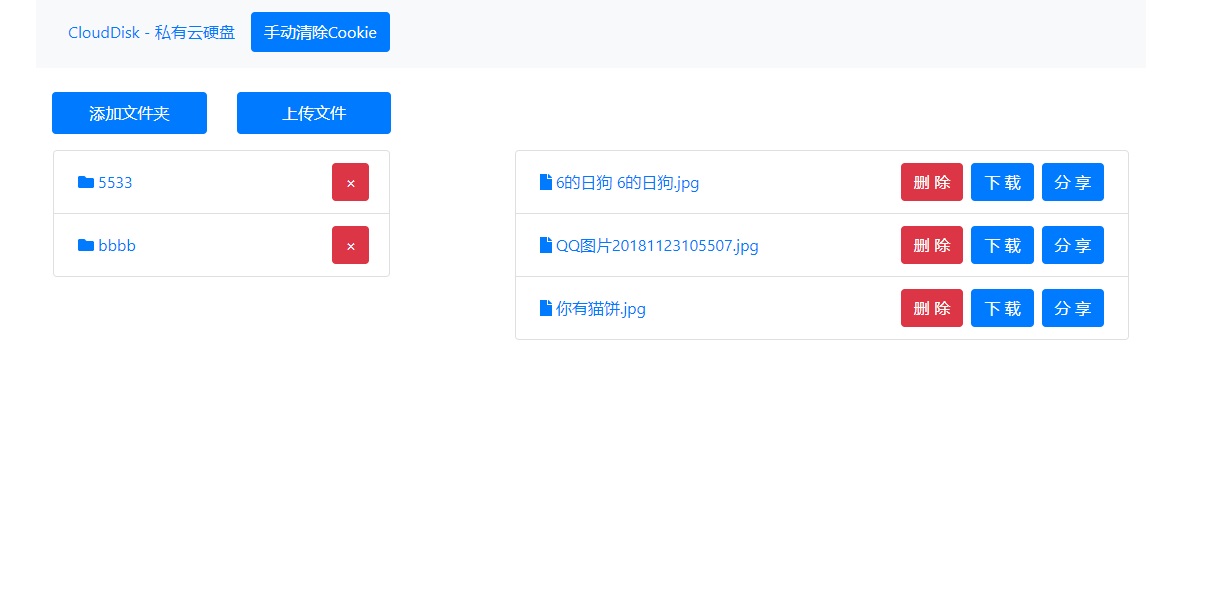 CloudDisk - 私有云硬盘 手动清除Cookie
添加文件夹 上传文件
5533 ×
bbbb ×
6的日狗 6的日狗.jpg 删 除 下 载 分 享
QQ图片20181123105507.jpg 删 除 下 载 分 享
你有猫饼.jpg 删 除 下 载 分 享